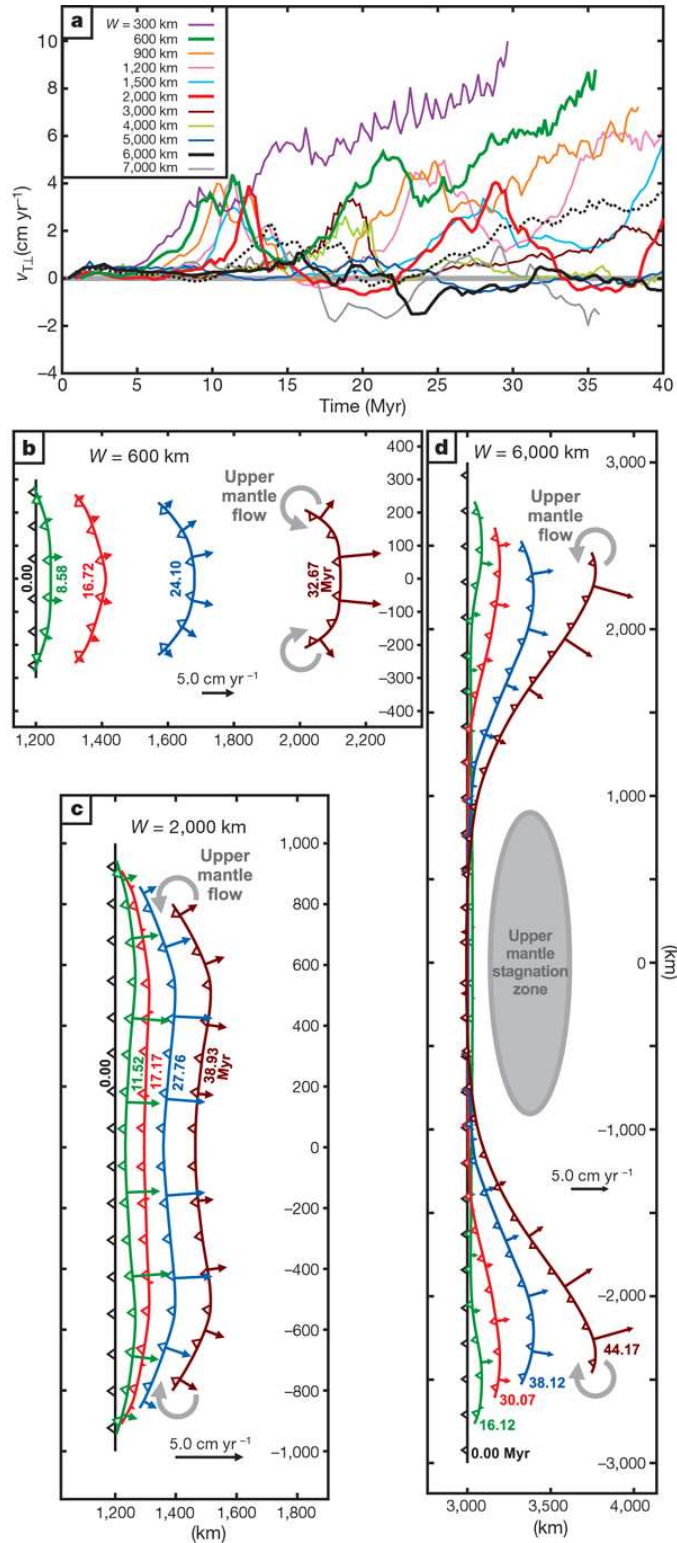 a
W = 300 km
600 km
900 km
1,200 km
1,500 km
2,000 km
3,000 km
4,000 km
5,000 km
6,000 km
7,000 km
10
8
6
4
2
0
−2
−4
vT⊥(cm yr−1)
0 5 10 15 20 25 30 35 40
Time (Myr)
b
W = 600 km
Upper
mantle
flow
0.00
8.58
16.72
24.10
32.67
Myr
5.0 cm yr −1
400
300
200
100
0
−100
−200
−300
−400
1,200 1,400 1,600 1,800 2,000 2,200
c
W = 2,000 km
Upper
mantle
flow
0.00
11.52
17.17
27.76
38.93
Myr
5.0 cm yr −1
1,000
800
600
400
200
0
−200
−400
−600
−800
−1,000
1,200 1,400 1,600 1,800
(km)
d
W = 6,000 km
Upper
mantle
flow
3,000
2,000
1,000
0
−1,000
−2,000
−3,000
(km)
Upper
mantle
stagnation
zone
5.0 cm yr −1
44.17
38.12
30.07
16.12
0.00 Myr
3,000 3,500 4,000
(km)